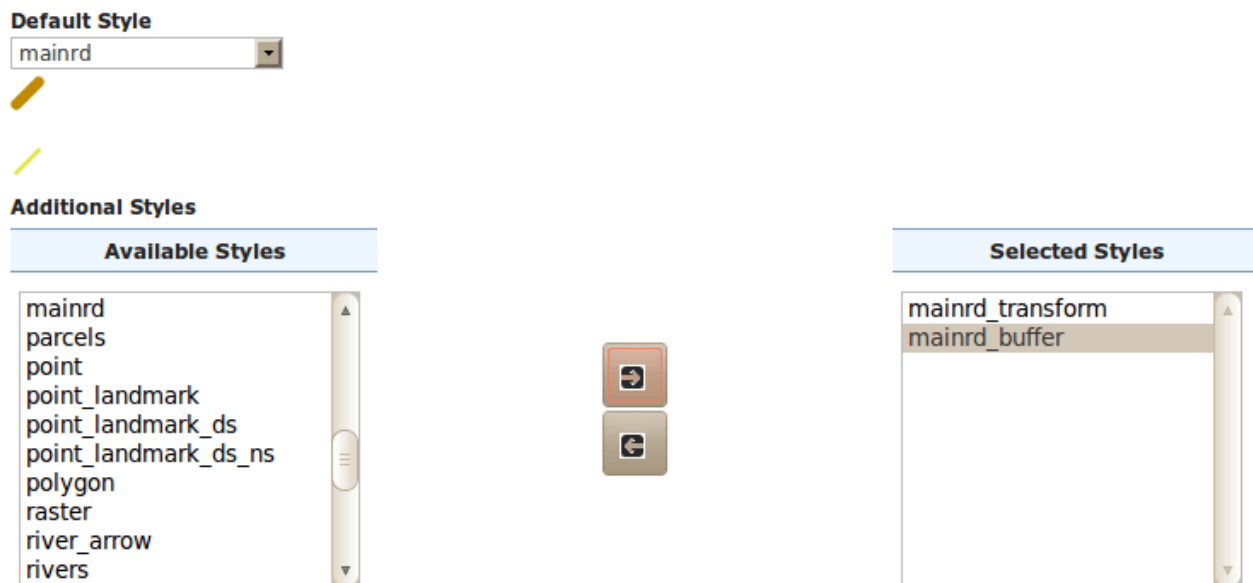 Default Style
mainrd
Additional Styles
Available Styles
Selected Styles
mainrd
parcels
point
point_landmark
point_landmark_ds
point_landmark_ds_ns
polygon
raster
river_arrow
rivers
mainrd_transform
mainrd_buffer